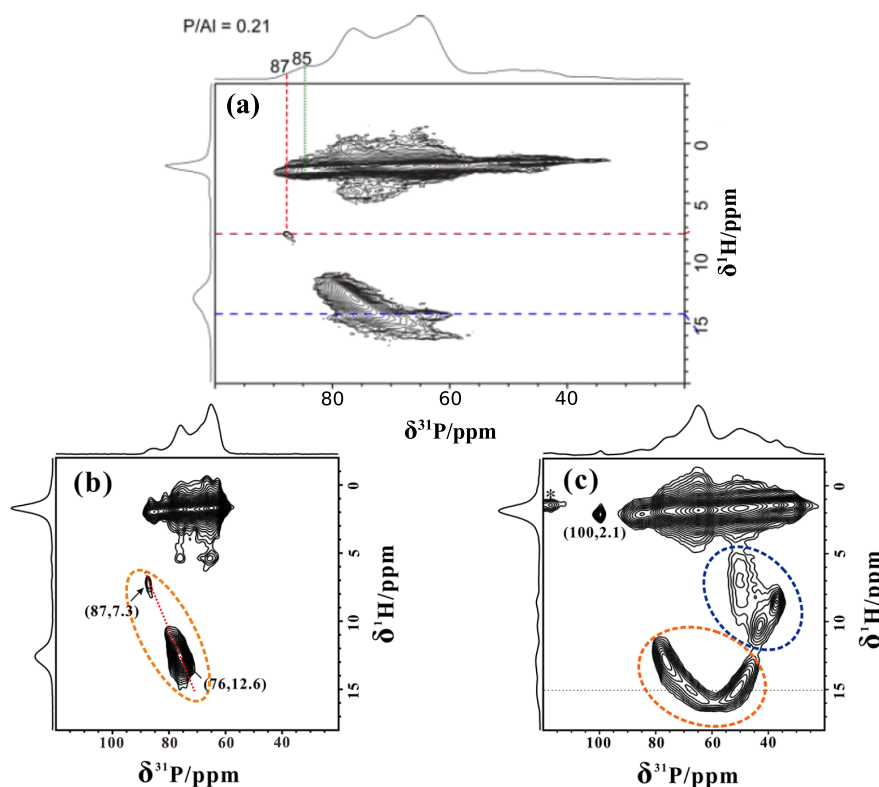 P/Al = 0.21
87 85
(a)
0
5
10
15
δ¹H/ppm
80 60 40
δ³¹P/ppm
(b)
(87,7.3)
(76,12.6)
0
5
10
15
δ¹H/ppm
100 80 60 40
δ³¹P/ppm
(c)
*
(100,2.1)
0
5
10
15
δ¹H/ppm
100 80 60 40
δ³¹P/ppm